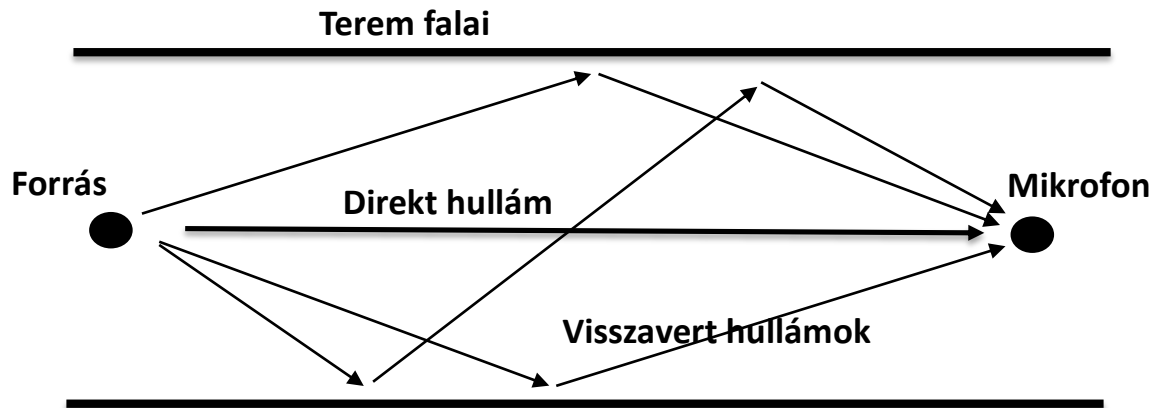 Terem falai
Forrás
Direkt hullám
Mikrofon
Visszavert hullámok